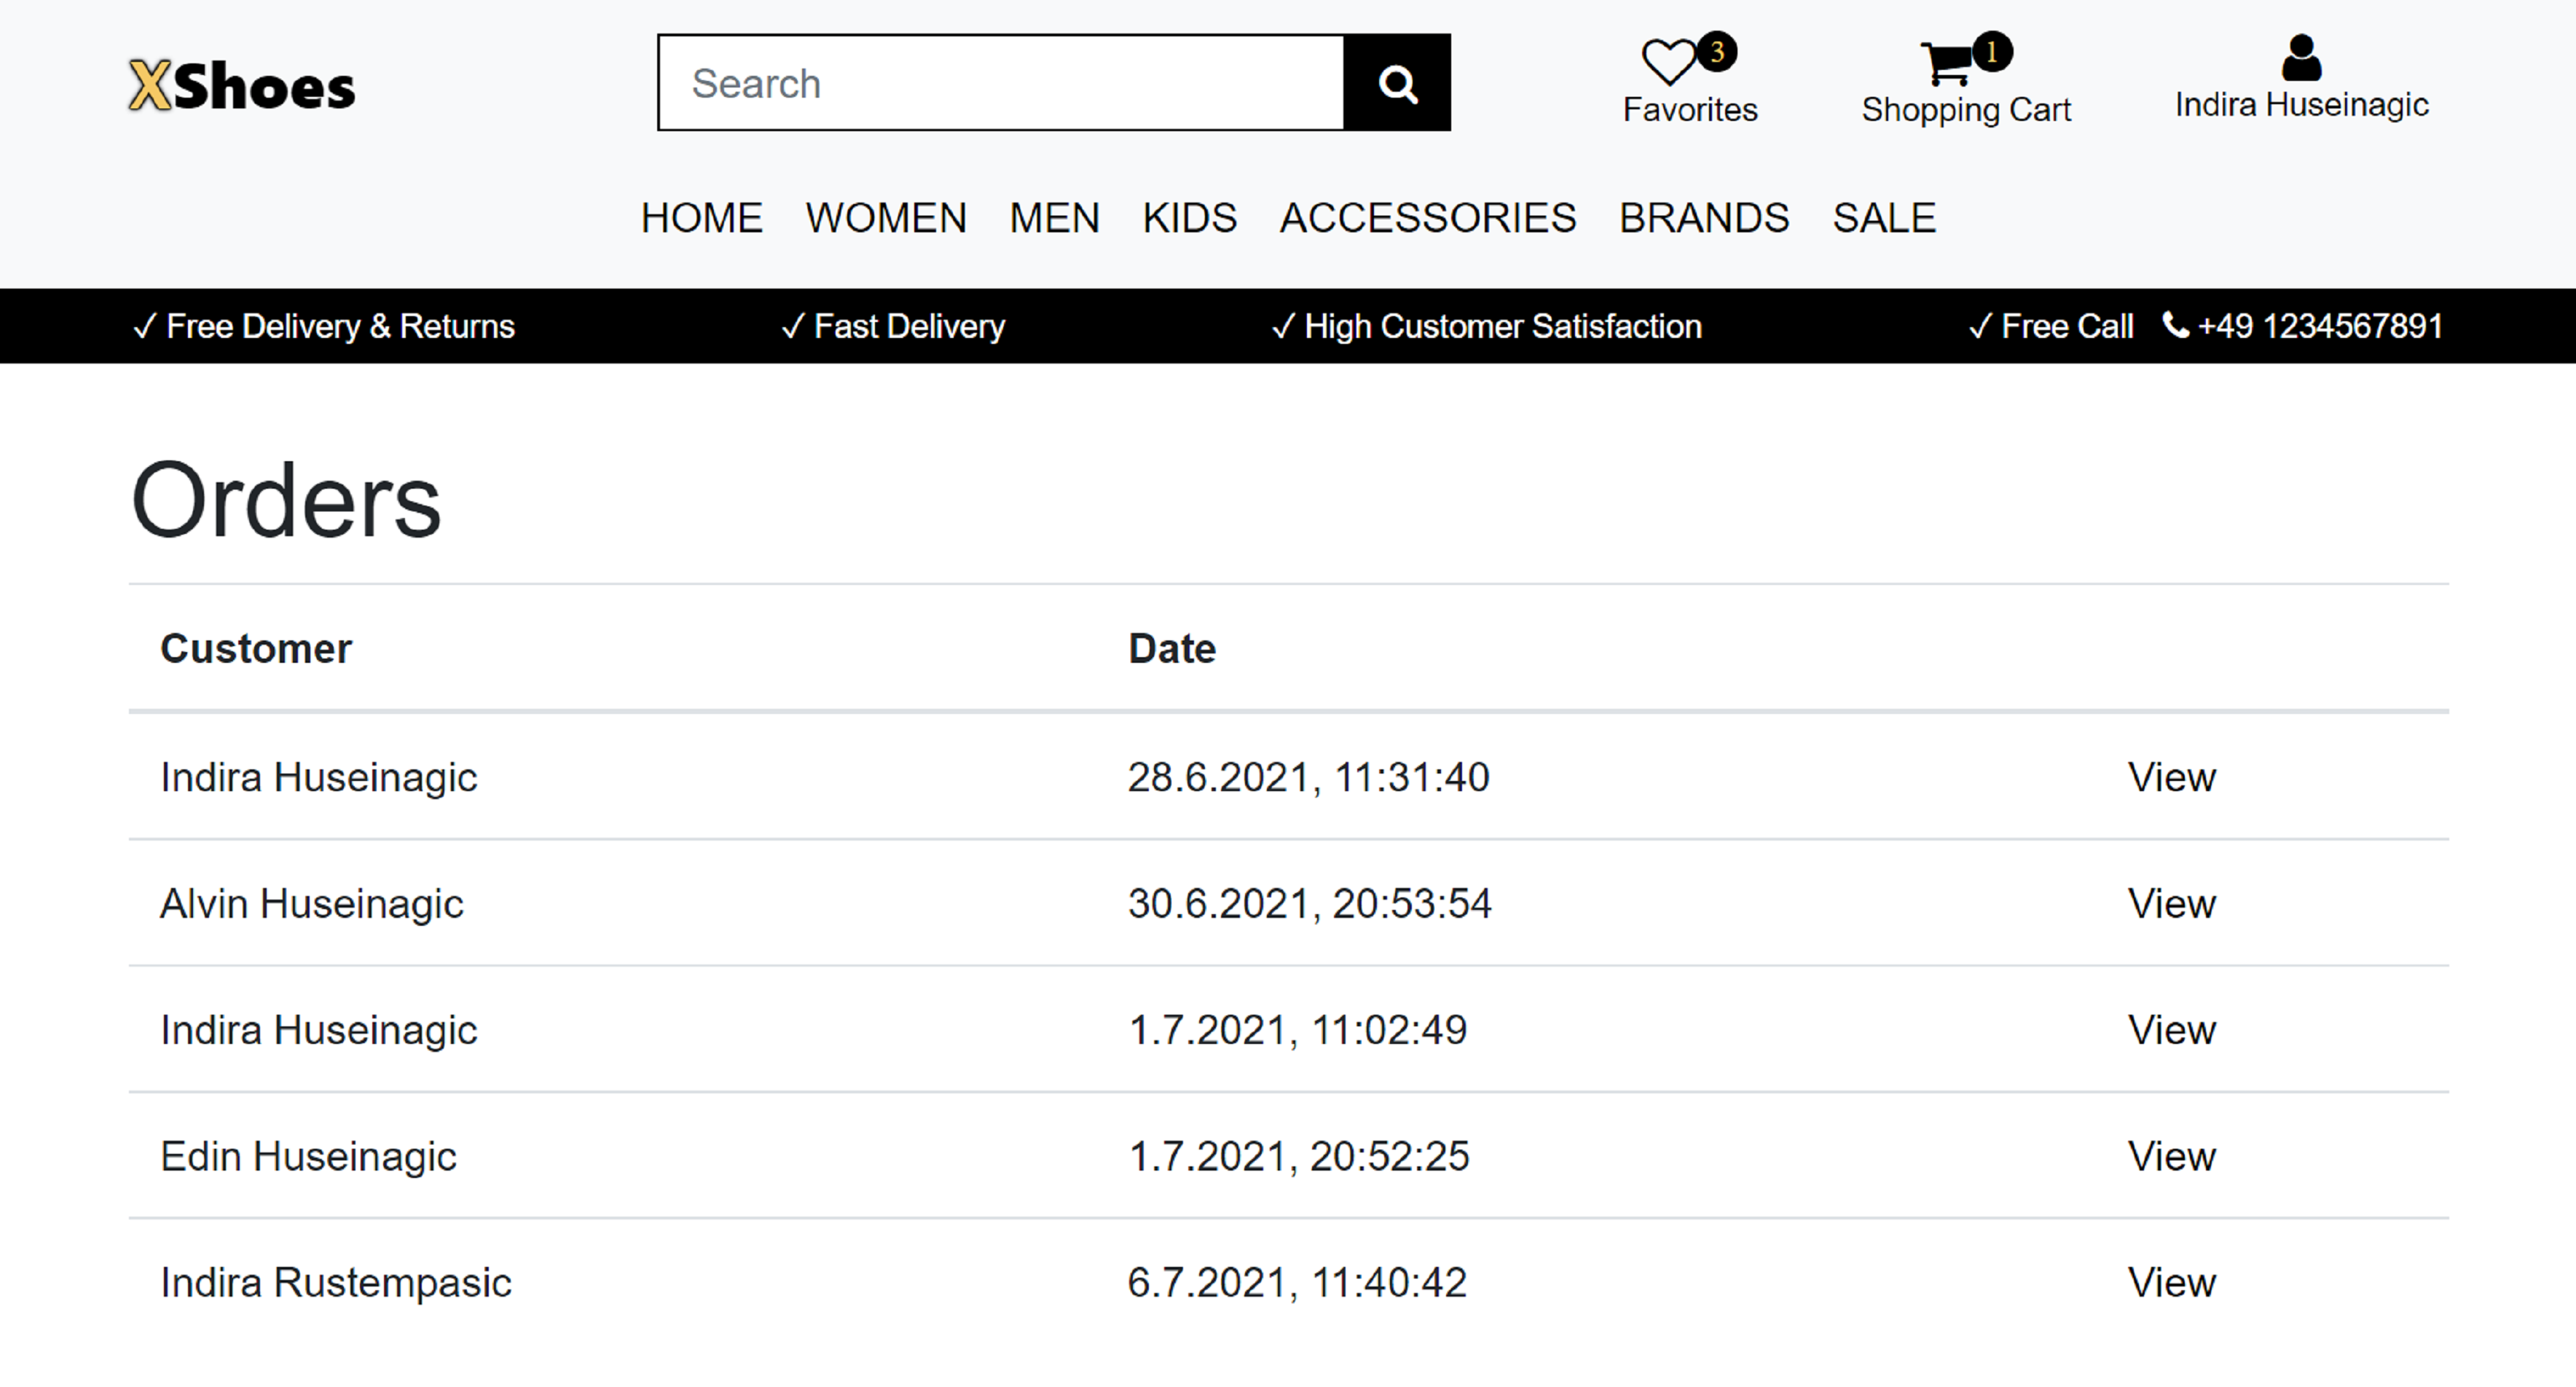 XShoes
Search
3
Favorites
1
Shopping Cart
Indira Huseinagic
HOME WOMEN MEN KIDS ACCESSORIES BRANDS SALE
✓ Free Delivery & Returns ✓ Fast Delivery ✓ High Customer Satisfaction ✓ Free Call +49 1234567891
Orders
Customer Date
Indira Huseinagic 28.6.2021, 11:31:40 View
Alvin Huseinagic 30.6.2021, 20:53:54 View
Indira Huseinagic 1.7.2021, 11:02:49 View
Edin Huseinagic 1.7.2021, 20:52:25 View
Indira Rustempasic 6.7.2021, 11:40:42 View